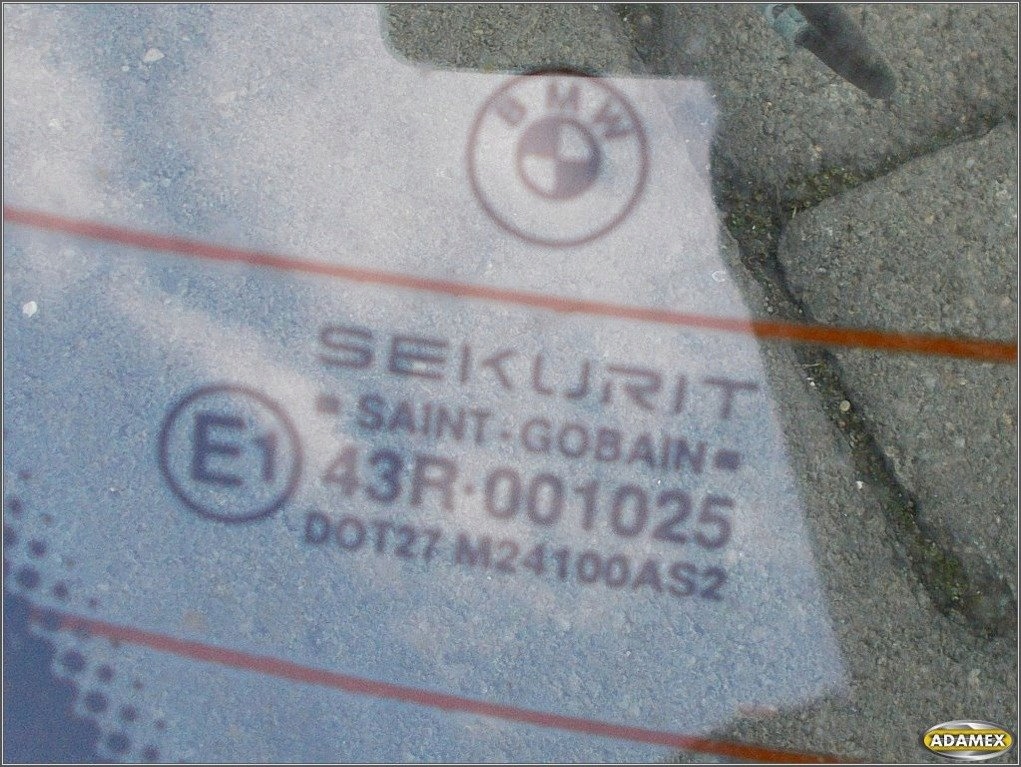 BMW
SEKURIT
SAINT-GOBAIN
E1
43R-001025
DOT27 M24100AS2
ADAMEX